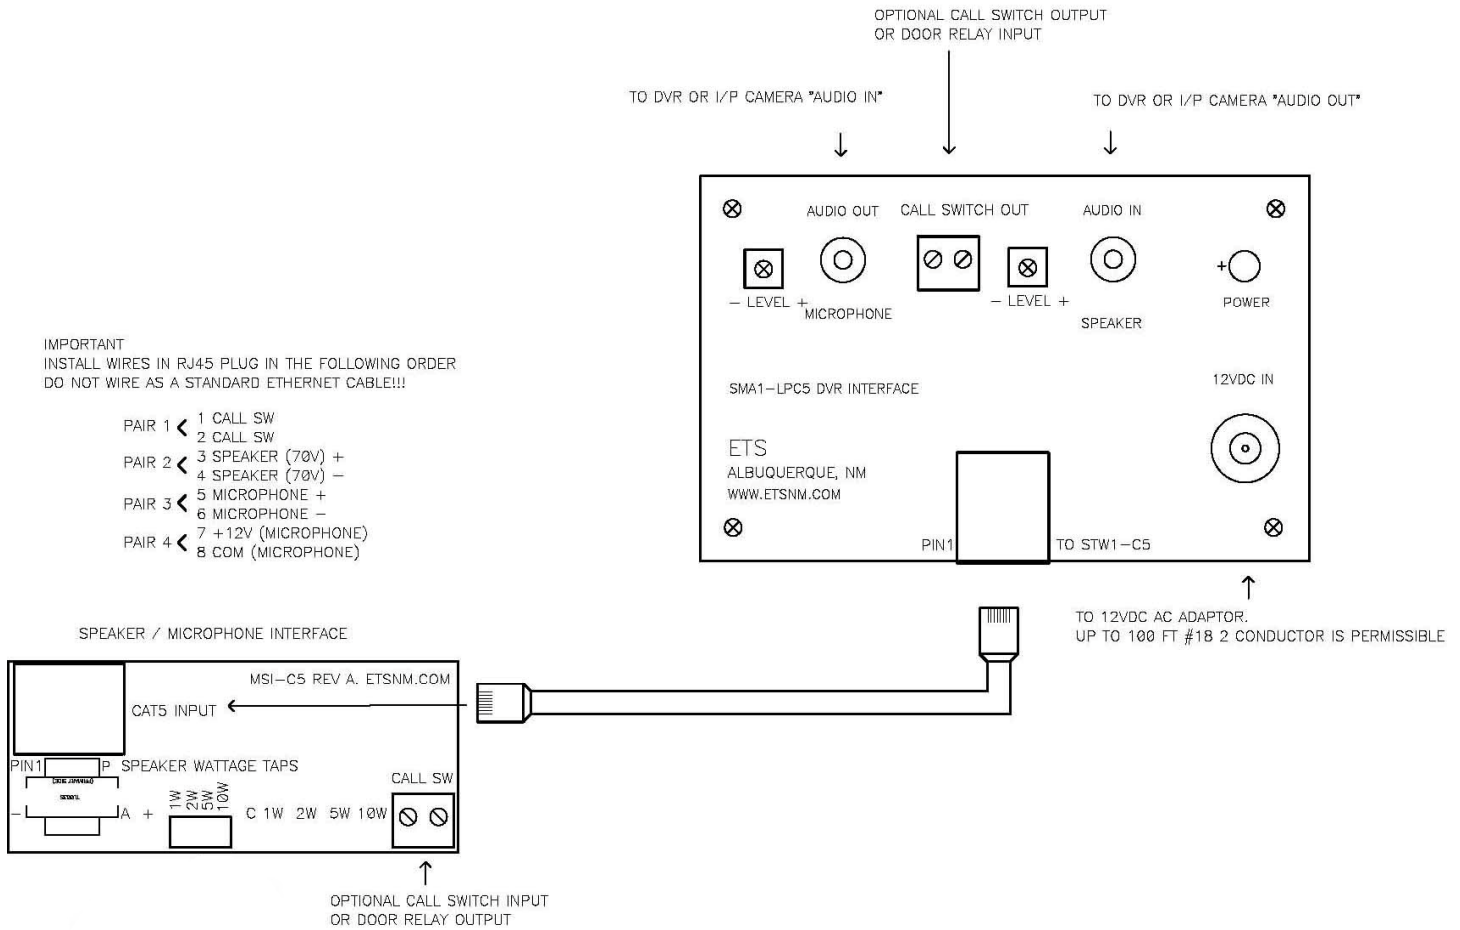 OPTIONAL CALL SWITCH OUTPUT
OR DOOR RELAY INPUT
TO DVR OR I/P CAMERA "AUDIO IN"
TO DVR OR I/P CAMERA "AUDIO OUT"
AUDIO OUT
CALL SWITCH OUT
AUDIO IN
+
- LEVEL +
MICROPHONE
- LEVEL +
SPEAKER
POWER
SMA1-LPC5 DVR INTERFACE
12VDC IN
ETS
ALBUQUERQUE, NM
WWW.ETSNM.COM
PIN1
TO STW1-C5
TO 12VDC AC ADAPTOR.
UP TO 100 FT #18 2 CONDUCTOR IS PERMISSIBLE
IMPORTANT
INSTALL WIRES IN RJ45 PLUG IN THE FOLLOWING ORDER
DO NOT WIRE AS A STANDARD ETHERNET CABLE!!!
PAIR 1
1 CALL SW
2 CALL SW
PAIR 2
3 SPEAKER (70V) +
4 SPEAKER (70V) -
PAIR 3
5 MICROPHONE +
6 MICROPHONE -
PAIR 4
7 +12V (MICROPHONE)
8 COM (MICROPHONE)
SPEAKER / MICROPHONE INTERFACE
MSI-C5 REV A. ETSNM.COM
CAT5 INPUT
PIN1
P SPEAKER WATTAGE TAPS
CALL SW
- A +
1W
2W
5W
10W
C 1W 2W 5W 10W
OPTIONAL CALL SWITCH INPUT
OR DOOR RELAY OUTPUT